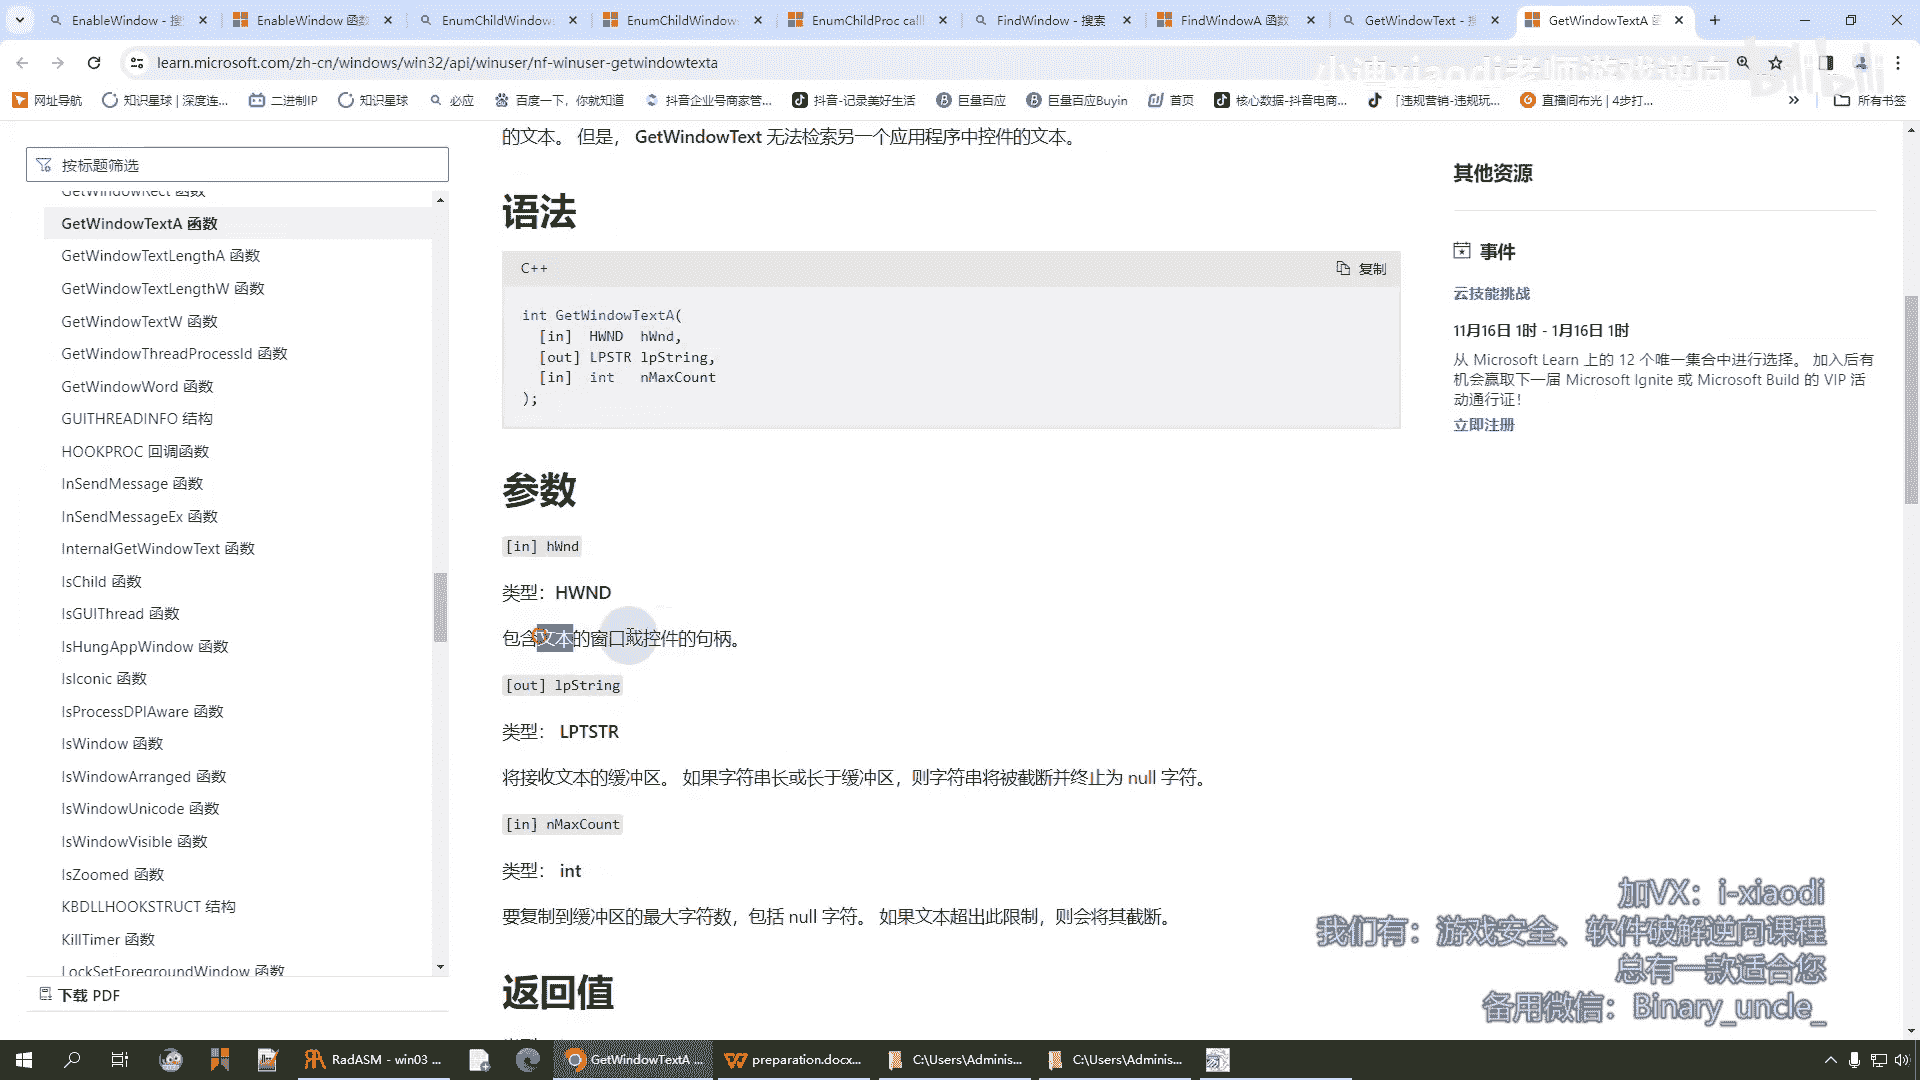 EnableWindow - 搜
EnableWindow 函数
EnumChildWindow
EnumChildWindow
EnumChildProc call
FindWindow - 搜索
FindWindowA 函数
GetWindowText - 搜
GetWindowTextA 函
learn.microsoft.com/zh-cn/windows/win32/api/winuser/nf-winuser-getwindowtexta
小迪xiaodi老师游戏逆向
bilibili
网址导航
知识星球 | 深度连...
二进制IP
知识星球
必应
百度一下，你就知道
抖音企业号商家管...
抖音-记录美好生活
巨量百应
巨量百应Buyin
首页
核心数据-抖音电商...
「违规营销-违规玩...
直播间布光 | 4步打...
所有书签
按标题筛选
GetWindowRect 函数
GetWindowTextA 函数
GetWindowTextLengthA 函数
GetWindowTextLengthW 函数
GetWindowTextW 函数
GetWindowThreadProcessId 函数
GetWindowWord 函数
GUITHREADINFO 结构
HOOKPROC 回调函数
InSendMessage 函数
InSendMessageEx 函数
InternalGetWindowText 函数
IsChild 函数
IsGUIThread 函数
IsHungAppWindow 函数
IsIconic 函数
IsProcessDPIAware 函数
IsWindow 函数
IsWindowArranged 函数
IsWindowUnicode 函数
IsWindowVisible 函数
IsZoomed 函数
KBDLLHOOKSTRUCT 结构
KillTimer 函数
LockSetForegroundWindow 函数
下载 PDF
的文本。 但是， GetWindowText 无法检索另一个应用程序中控件的文本。
语法
C++
复制
int GetWindowTextA(
[in]  HWND  hWnd,
[out] LPSTR lpString,
[in]  int   nMaxCount
);
参数
[in] hWnd
类型：HWND
包含文本的窗口或控件的句柄。
[out] lpString
类型： LPTSTR
将接收文本的缓冲区。 如果字符串长或长于缓冲区，则字符串将被截断并终止为 null 字符。
[in] nMaxCount
类型： int
要复制到缓冲区的最大字符数，包括 null 字符。 如果文本超出此限制，则会将其截断。
返回值
其他资源
事件
云技能挑战
11月16日 1时 - 1月16日 1时
从 Microsoft Learn 上的 12 个唯一集合中进行选择。 加入后有
机会赢取下一届 Microsoft Ignite 或 Microsoft Build 的 VIP 活
动通行证！
立即注册
加VX：i-xiaodi
我们有：游戏安全、软件破解逆向课程
总有一款适合您
备用微信：Binary_uncle_
RadASM - win03 ...
GetWindowTextA ...
preparation.docx...
C:\Users\Adminis...
C:\Users\Adminis...